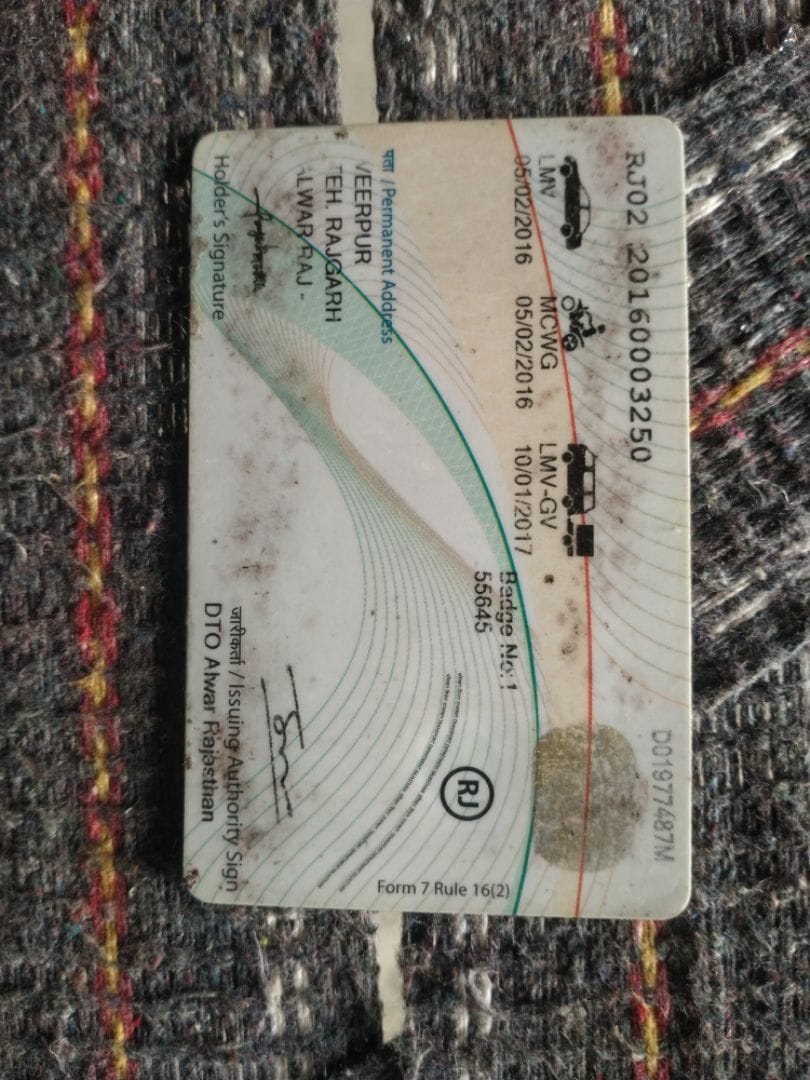 RJ02 20160003250
D01977487M
LMV
05/02/2016
MCWG
05/02/2016
LMV-GV
10/01/2017
Badge No:1
55645
पता / Permanent Address
VEERPUR
TEH. RAJGARH
ALWAR, RAJ -
RJ
Holder's Signature
जारीकर्ता / Issuing Authority Sign
DTO Alwar Rajasthan
Form 7 Rule 16(2)